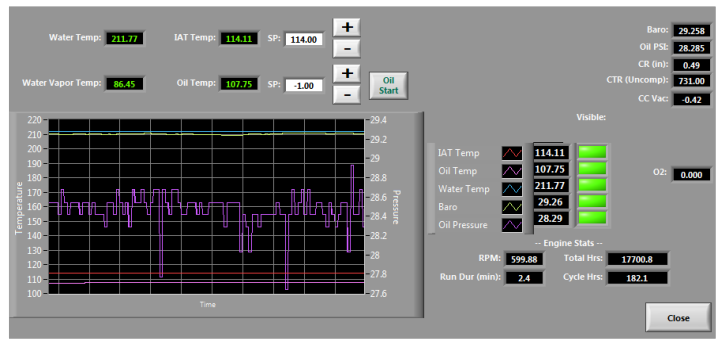 Water Temp: 211.77 IAT Temp: 114.11 SP: 114.00 + −
Water Vapor Temp: 86.45 Oil Temp: 107.75 SP: -1.00 + − Oil Start
Baro: 29.258
Oil PSI: 28.285
CR (in): 0.49
CTR (Uncomp): 731.00
CC Vac: -0.42
Visible:
220
210
200
190
180
170
160
150
140
130
120
110
100
Temperature
29.4
29.2
29
28.8
28.6
28.4
28.2
28
27.8
27.6
Pressure
Time
IAT Temp 114.11
Oil Temp 107.75
Water Temp 211.77
Baro 29.26
Oil Pressure 28.29
O2: 0.000
-- Engine Stats --
RPM: 599.88 Total Hrs: 17700.8
Run Dur (min): 2.4 Cycle Hrs: 182.1
Close